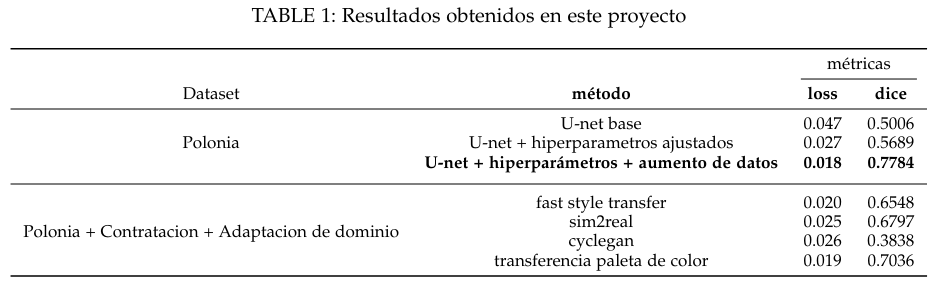 TABLE 1: Resultados obtenidos en este proyecto
métricas
Dataset método loss dice
U-net base 0.047 0.5006
Polonia U-net + hiperparametros ajustados 0.027 0.5689
U-net + hiperparámetros + aumento de datos 0.018 0.7784
fast style transfer 0.020 0.6548
sim2real 0.025 0.6797
Polonia + Contratacion + Adaptacion de dominio
cyclegan 0.026 0.3838
transferencia paleta de color 0.019 0.7036